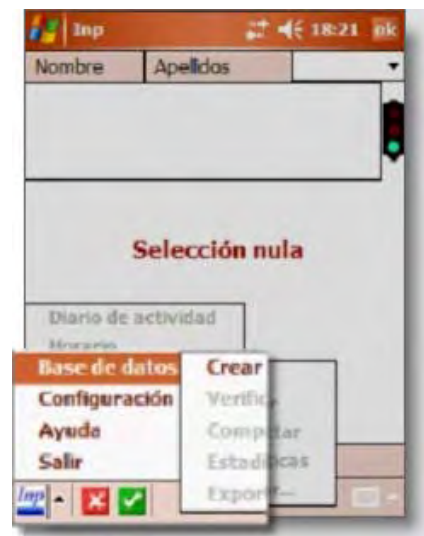 Inp 18:21 ok
Nombre Apellidos
Selección nula
Diario de actividad
Horario
Base de datos Crear
Configuración
Ayuda
Salir
Inp